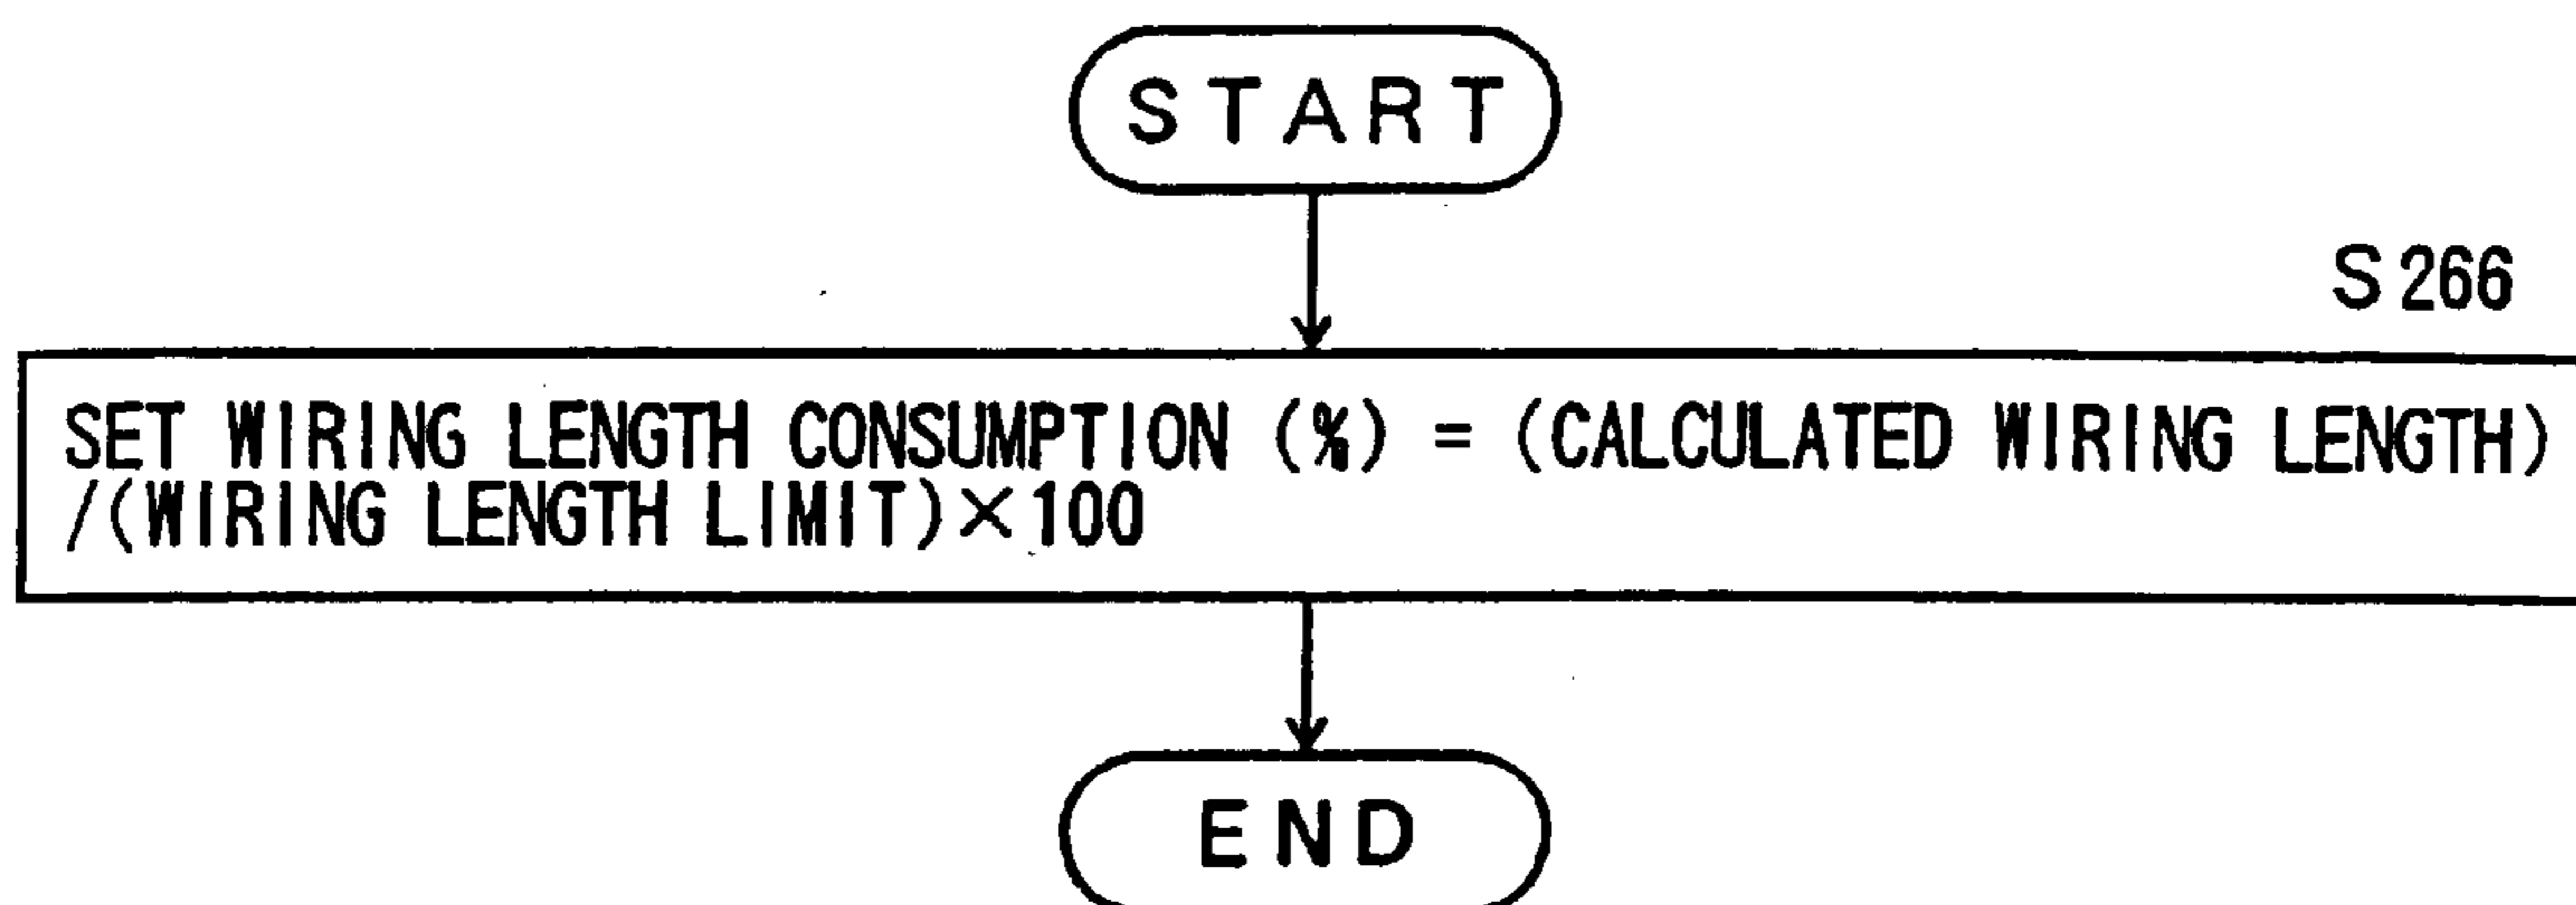 START
S266
SET WIRING LENGTH CONSUMPTION (%) = (CALCULATED WIRING LENGTH)
/(WIRING LENGTH LIMIT)×100
END